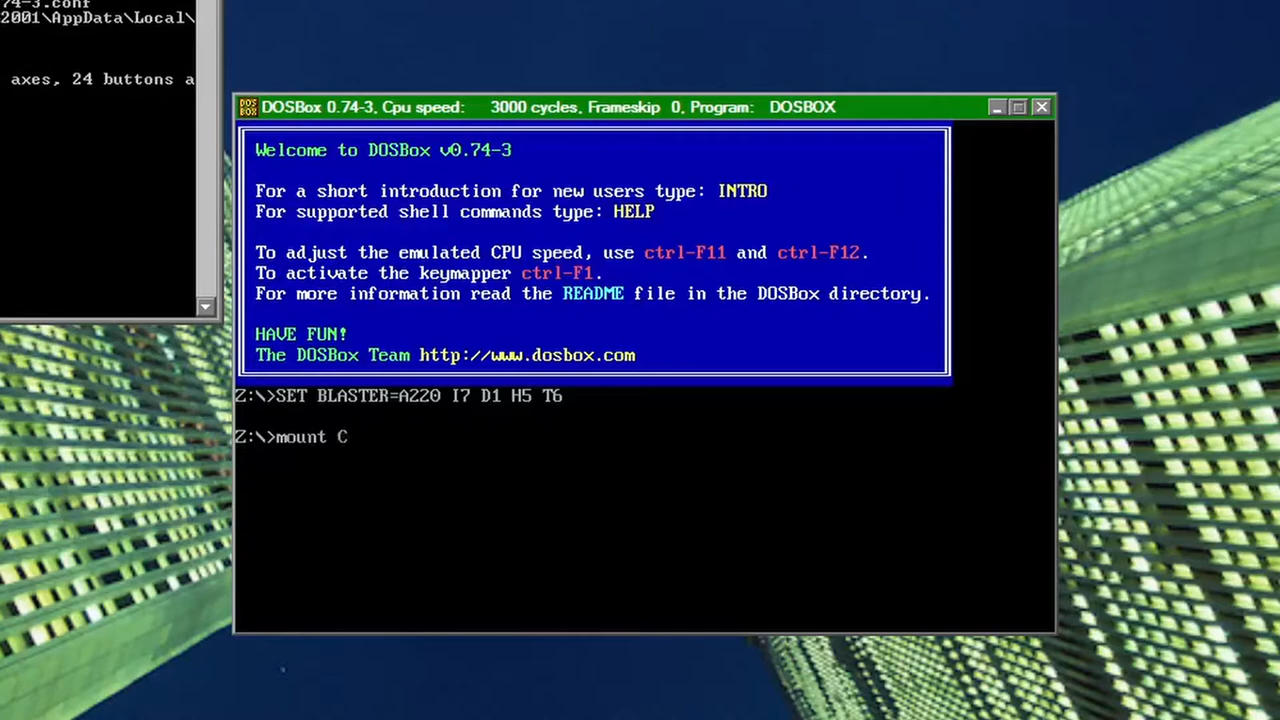 74-3.conf
2001\AppData\Local\
axes, 24 buttons a
DOSBox 0.74-3, Cpu speed: 3000 cycles, Frameskip 0, Program: DOSBOX
Welcome to DOSBox v0.74-3
For a short introduction for new users type: INTRO
For supported shell commands type: HELP
To adjust the emulated CPU speed, use ctrl-F11 and ctrl-F12.
To activate the keymapper ctrl-F1.
For more information read the README file in the DOSBox directory.
HAVE FUN!
The DOSBox Team http://www.dosbox.com
Z:\>SET BLASTER=A220 I7 D1 H5 T6
Z:\>mount C